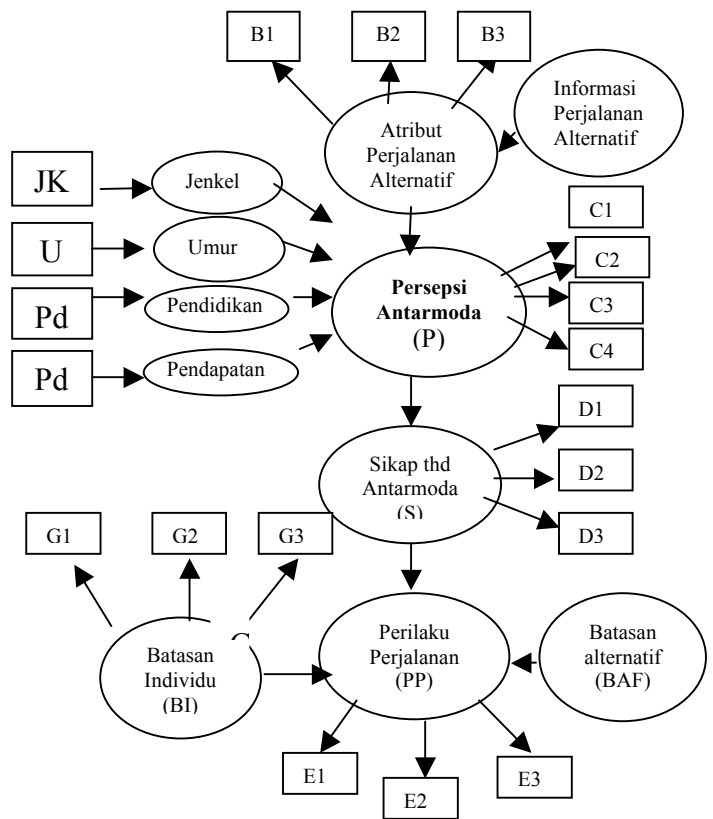 B1
B2
B3
Informasi
Perjalanan
Alternatif
Atribut
Perjalanan
Alternatif
JK
Jenkel
C1
U
Umur
C2
Persepsi
Antarmoda
(P)
Pd
Pendidikan
C3
C4
Pd
Pendapatan
D1
Sikap thd
Antarmoda
(S)
D2
D3
G1
G2
G3
Batasan
Individu
(BI)
Perilaku
Perjalanan
(PP)
Batasan
alternatif
(BAF)
E1
E2
E3